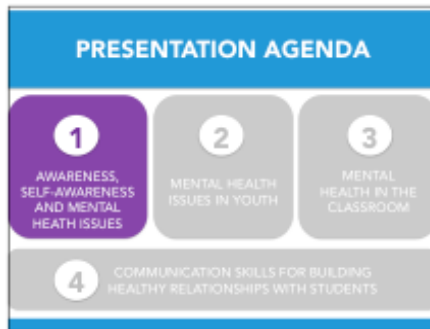 PRESENTATION AGENDA
1
AWARENESS,
SELF-AWARENESS
AND MENTAL
HEATH ISSUES
2
MENTAL HEALTH
ISSUES IN YOUTH
3
MENTAL
HEALTH IN THE
CLASSROOM
4
COMMUNICATION SKILLS FOR BUILDING
HEALTHY RELATIONSHIPS WITH STUDENTS